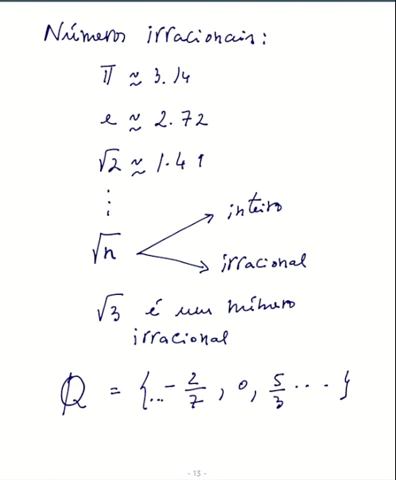 Números irracionais:
π ≈ 3.14
e ≈ 2.72
√2 ≈ 1.41
⋮
√n
inteiro
irracional
√3 é um número
irracional
ℚ = {...-2/7, 0, 5/3 ... }
- 13 -